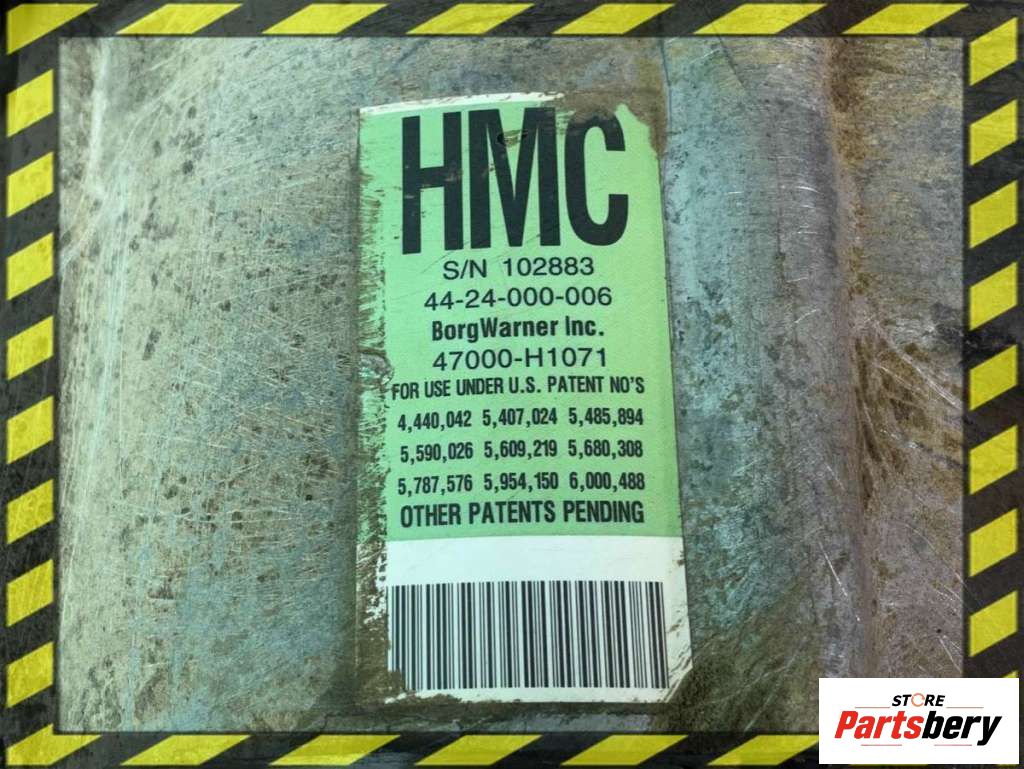 HMC
S/N 102883
44-24-000-006
BorgWarner Inc.
47000-H1071
FOR USE UNDER U.S. PATENT NO'S
4,440,042 5,407,024 5,485,894
5,590,026 5,609,219 5,680,308
5,787,576 5,954,150 6,000,488
OTHER PATENTS PENDING
STORE
Partsbery